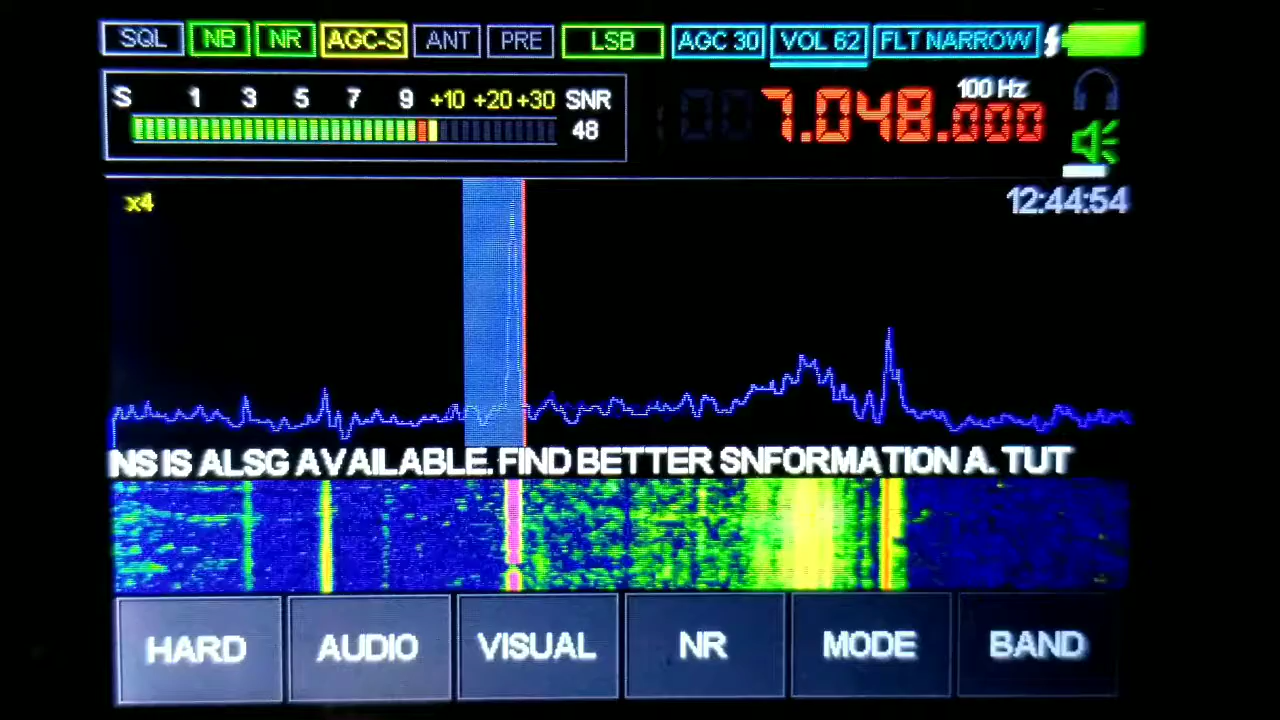 SQL NB NR AGC-S ANT PRE LSB AGC 30 VOL 62 FLT NARROW
S 1 3 5 7 9 +10 +20 +30 SNR
48
100 Hz
7.048.000
x4
12:44:54
NS IS ALSG AVAILABLE. FIND BETTER SNFORMATION A. TUT
HARD AUDIO VISUAL NR MODE BAND